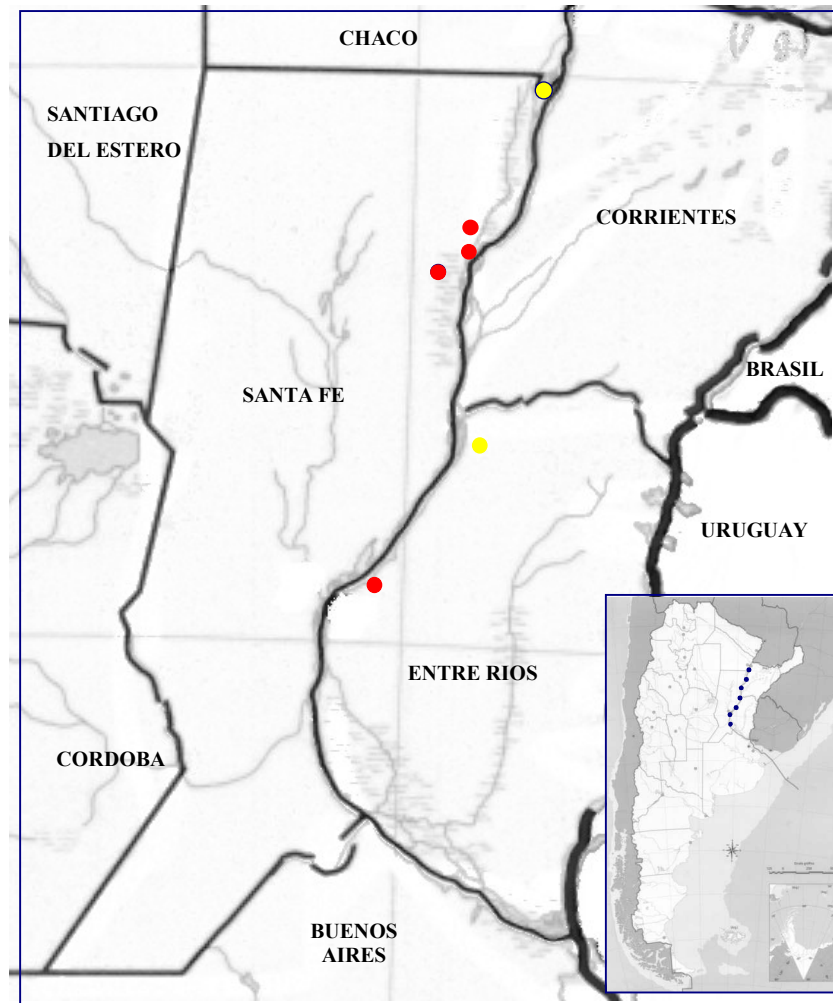 CHACO
SANTIAGO
DEL ESTERO
CORRIENTES
BRASIL
SANTA FE
URUGUAY
ENTRE RIOS
CORDOBA
BUENOS
AIRES